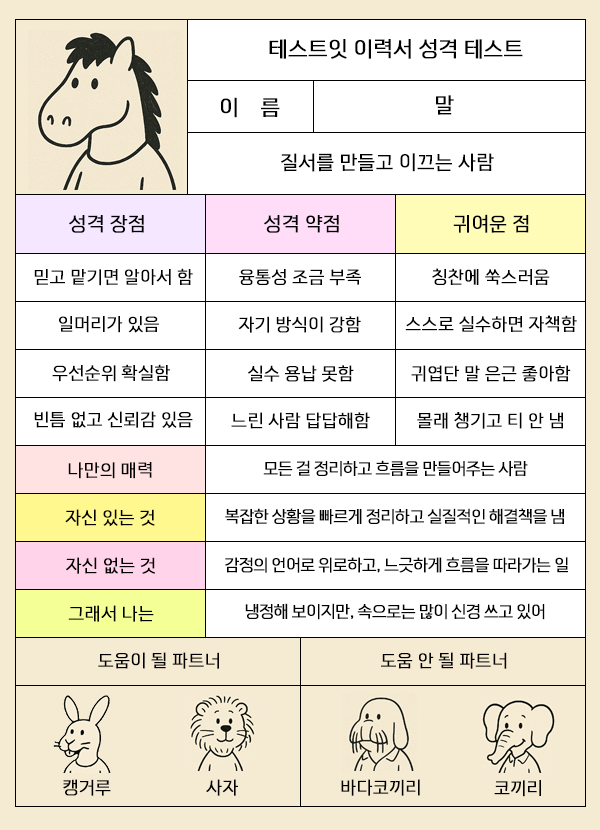 테스트잇 이력서 성격 테스트
이 름
말
질서를 만들고 이끄는 사람
성격 장점
성격 약점
귀여운 점
믿고 맡기면 알아서 함
융통성 조금 부족
칭찬에 쑥스러움
일머리가 있음
자기 방식이 강함
스스로 실수하면 자책함
우선순위 확실함
실수 용납 못함
귀엽단 말 은근 좋아함
빈틈 없고 신뢰감 있음
느린 사람 답답해함
몰래 챙기고 티 안 냄
나만의 매력
모든 걸 정리하고 흐름을 만들어주는 사람
자신 있는 것
복잡한 상황을 빠르게 정리하고 실질적인 해결책을 냄
자신 없는 것
감정의 언어로 위로하고, 느긋하게 흐름을 따라가는 일
그래서 나는
냉정해 보이지만, 속으로는 많이 신경 쓰고 있어
도움이 될 파트너
도움 안 될 파트너
캥거루
사자
바다코끼리
코끼리